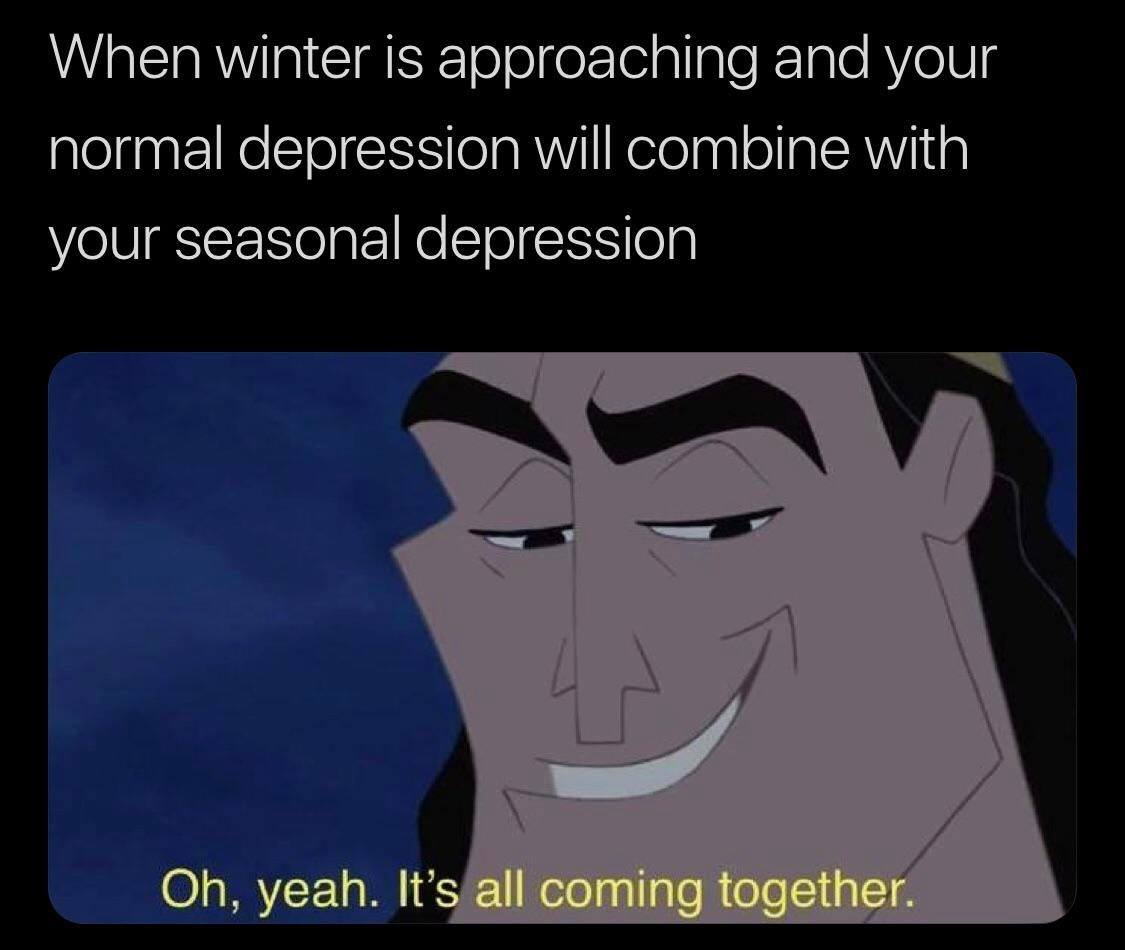 When winter is approaching and your
normal depression will combine with
your seasonal depression
Oh, yeah. It's all coming together.